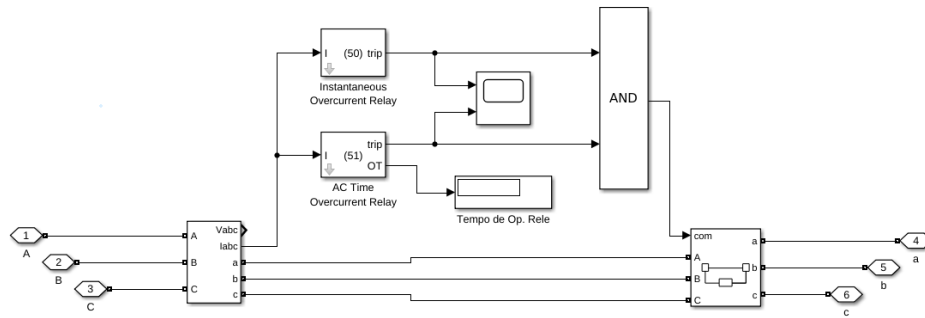 I (50) trip
Instantaneous
Overcurrent Relay
AND
I (51) trip
OT
AC Time
Overcurrent Relay
Tempo de Op. Rele
1
A
2
B
3
C
A Vabc
Iabc
B a
b
C c
com
A a
B b
C c
4
a
5
b
6
c